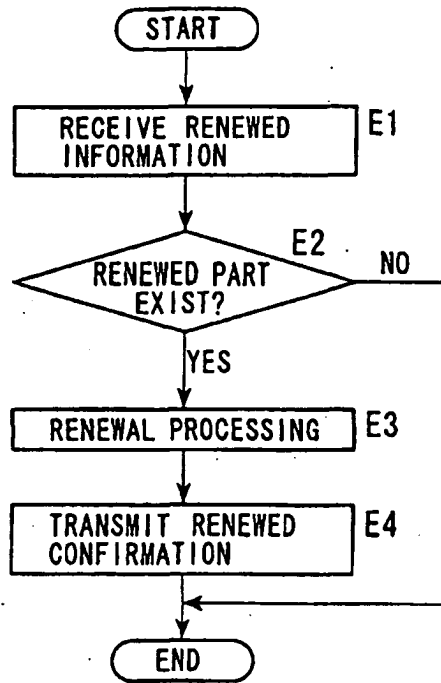 START
RECEIVE RENEWED
INFORMATION
E1
E2
RENEWED PART
EXIST?
NO
YES
RENEWAL PROCESSING
E3
TRANSMIT RENEWED
CONFIRMATION
E4
END